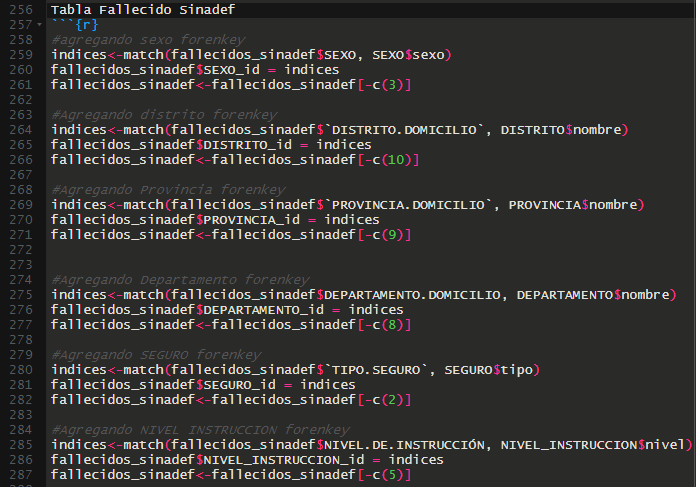 256 Tabla Fallecido Sinadef
257 ```{r}
258 #agregando sexo forenkey
259 indices<-match(fallecidos_sinadef$SEXO, SEXO$sexo)
260 fallecidos_sinadef$SEXO_id = indices
261 fallecidos_sinadef<-fallecidos_sinadef[-c(3)]
262
263 #Agregando distrito forenkey
264 indices<-match(fallecidos_sinadef$`DISTRITO.DOMICILIO`, DISTRITO$nombre)
265 fallecidos_sinadef$DISTRITO_id = indices
266 fallecidos_sinadef<-fallecidos_sinadef[-c(10)]
267
268 #Agregando Provincia forenkey
269 indices<-match(fallecidos_sinadef$`PROVINCIA.DOMICILIO`, PROVINCIA$nombre)
270 fallecidos_sinadef$PROVINCIA_id = indices
271 fallecidos_sinadef<-fallecidos_sinadef[-c(9)]
272
273
274 #Agregando Departamento forenkey
275 indices<-match(fallecidos_sinadef$DEPARTAMENTO.DOMICILIO, DEPARTAMENTO$nombre)
276 fallecidos_sinadef$DEPARTAMENTO_id = indices
277 fallecidos_sinadef<-fallecidos_sinadef[-c(8)]
278
279 #Agregando SEGURO forenkey
280 indices<-match(fallecidos_sinadef$`TIPO.SEGURO`, SEGURO$tipo)
281 fallecidos_sinadef$SEGURO_id = indices
282 fallecidos_sinadef<-fallecidos_sinadef[-c(2)]
283
284 #Agregando NIVEL INSTRUCCION forenkey
285 indices<-match(fallecidos_sinadef$NIVEL.DE.INSTRUCCIÓN, NIVEL_INSTRUCCION$nivel)
286 fallecidos_sinadef$NIVEL_INSTRUCCION_id = indices
287 fallecidos_sinadef<-fallecidos_sinadef[-c(5)]